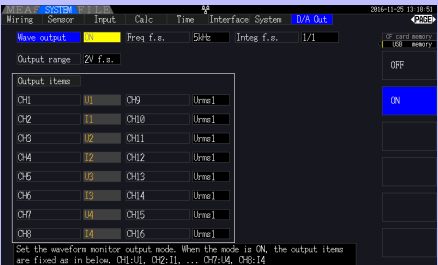 MEAS SYSTEM FILE 2016-11-25 13:18:51
Wiring Sensor Input Calc Time Interface System D/A Out PAGE
Wave output ON Freq f.s. 5kHz Integ f.s. 1/1
CF card memory
USB memory
Output range 2V f.s.
OFF
Output items
CH1 U1 CH9 Urms1
ON
CH2 I1 CH10 Urms1
CH3 U2 CH11 Urms1
CH4 I2 CH12 Urms1
CH5 U3 CH13 Urms1
CH6 I3 CH14 Urms1
CH7 U4 CH15 Urms1
CH8 I4 CH16 Urms1
Set the waveform monitor output mode. When the mode is ON, the output items
are fixed as in below. CH1:U1, CH2:I1, ... CH7:U4, CH8:I4